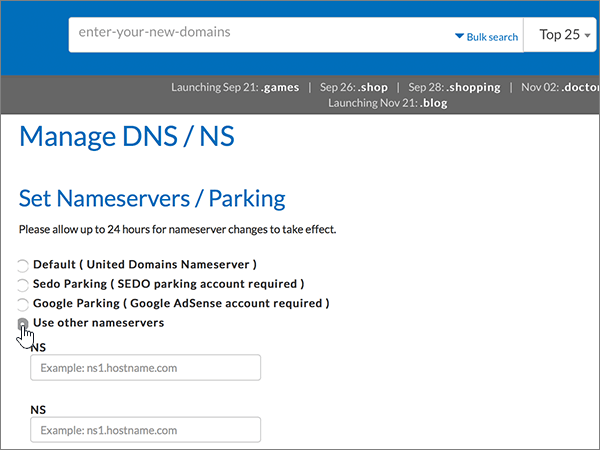 enter-your-new-domains
Bulk search
Top 25
Launching Sep 21: .games | Sep 26: .shop | Sep 28: .shopping | Nov 02: .docto
Launching Nov 21: .blog
Manage DNS / NS
Set Nameservers / Parking
Please allow up to 24 hours for nameserver changes to take effect.
Default ( United Domains Nameserver )
Sedo Parking ( SEDO parking account required )
Google Parking ( Google AdSense account required )
Use other nameservers
NS
Example: ns1.hostname.com
NS
Example: ns1.hostname.com